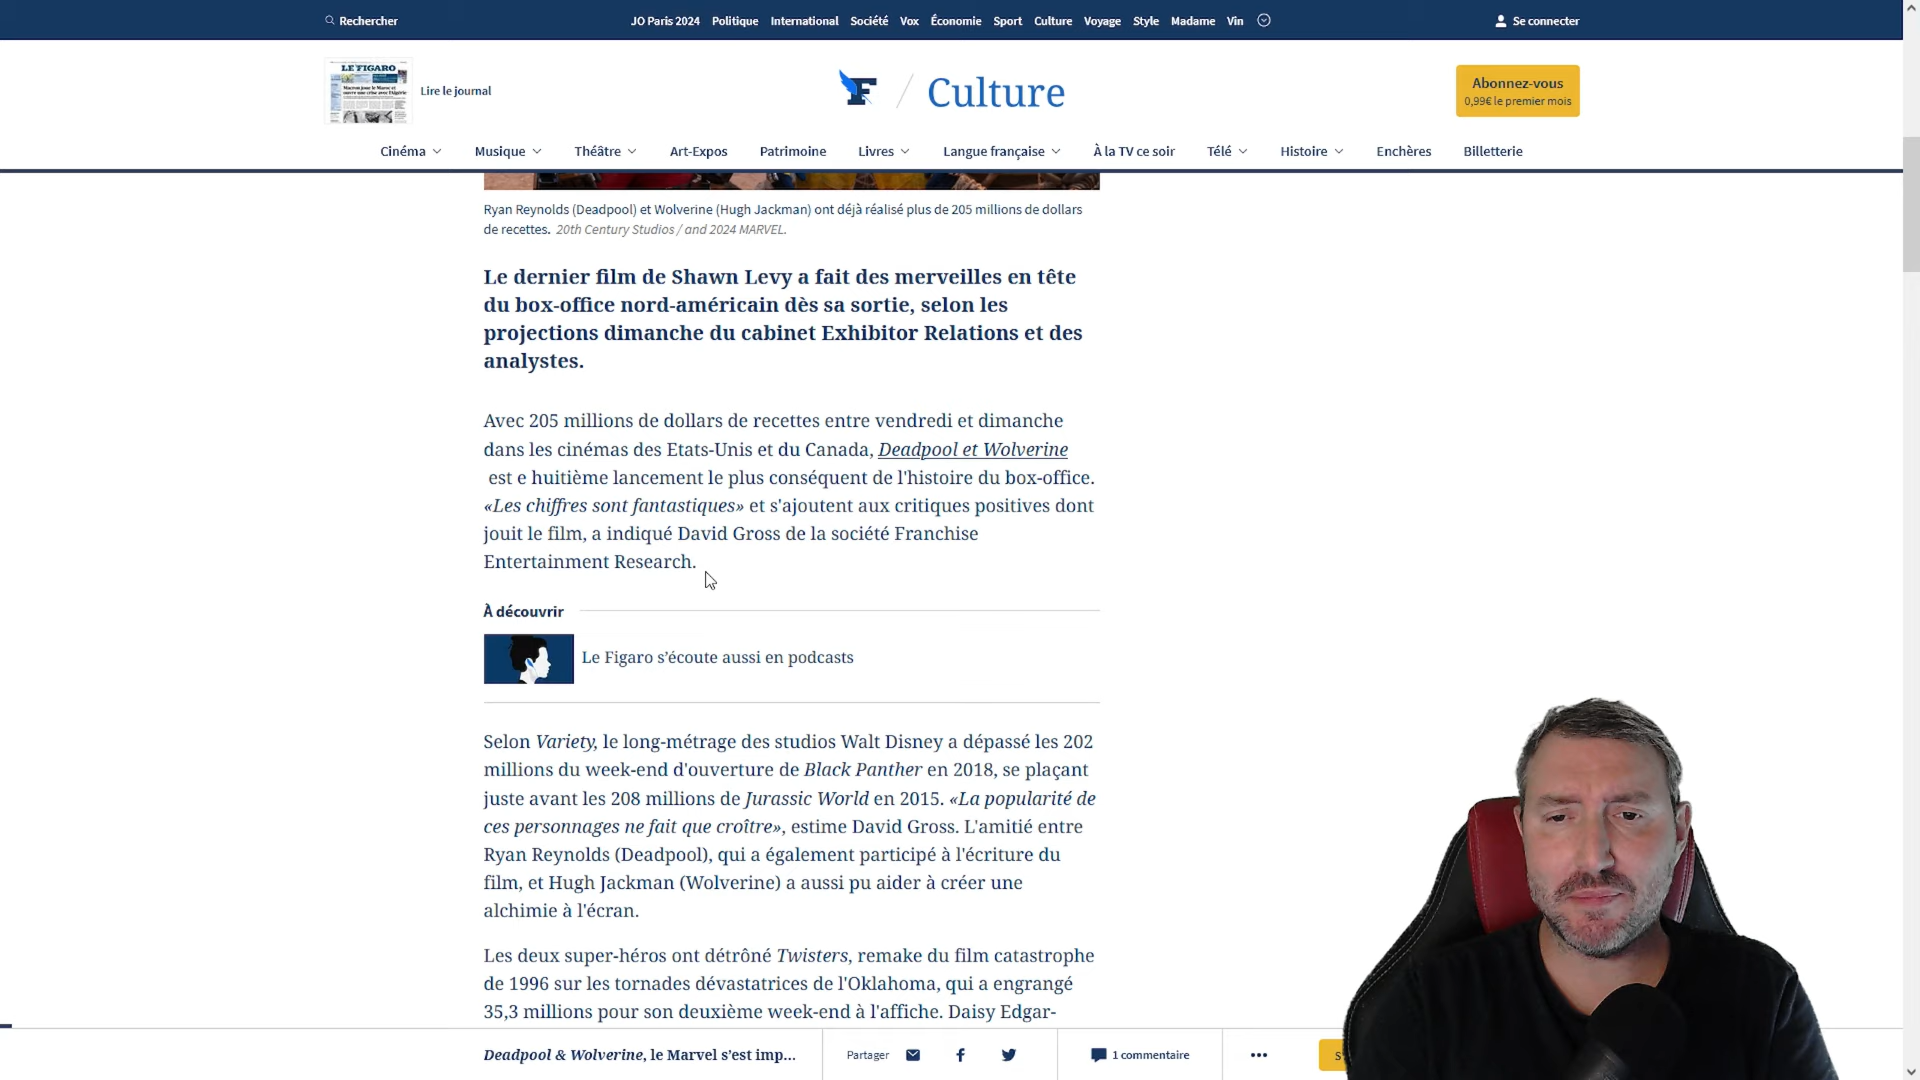 Rechercher
JO Paris 2024 Politique International Société Vox Économie Sport Culture Voyage Style Madame Vin
Se connecter
LE FIGARO
Lire le journal
F / Culture
Abonnez-vous
0,99€ le premier mois
Cinéma Musique Théâtre Art-Expos Patrimoine Livres Langue française À la TV ce soir Télé Histoire Enchères Billetterie
Ryan Reynolds (Deadpool) et Wolverine (Hugh Jackman) ont déjà réalisé plus de 205 millions de dollars
de recettes. 20th Century Studios / and 2024 MARVEL.
Le dernier film de Shawn Levy a fait des merveilles en tête
du box-office nord-américain dès sa sortie, selon les
projections dimanche du cabinet Exhibitor Relations et des
analystes.
Avec 205 millions de dollars de recettes entre vendredi et dimanche
dans les cinémas des Etats-Unis et du Canada, Deadpool et Wolverine
est e huitième lancement le plus conséquent de l'histoire du box-office.
«Les chiffres sont fantastiques» et s'ajoutent aux critiques positives dont
jouit le film, a indiqué David Gross de la société Franchise
Entertainment Research.
À découvrir
Le Figaro s’écoute aussi en podcasts
Selon Variety, le long-métrage des studios Walt Disney a dépassé les 202
millions du week-end d'ouverture de Black Panther en 2018, se plaçant
juste avant les 208 millions de Jurassic World en 2015. «La popularité de
ces personnages ne fait que croître», estime David Gross. L'amitié entre
Ryan Reynolds (Deadpool), qui a également participé à l'écriture du
film, et Hugh Jackman (Wolverine) a aussi pu aider à créer une
alchimie à l'écran.
Les deux super-héros ont détrôné Twisters, remake du film catastrophe
de 1996 sur les tornades dévastatrices de l'Oklahoma, qui a engrangé
35,3 millions pour son deuxième week-end à l'affiche. Daisy Edgar-
Deadpool & Wolverine, le Marvel s’est imp...
Partager
1 commentaire